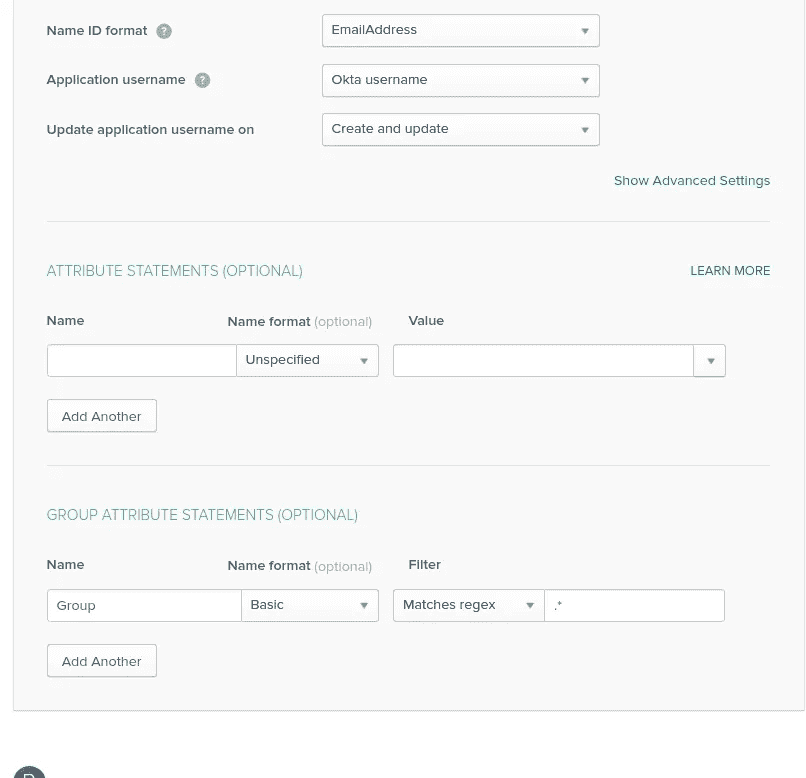 Name ID format ?
EmailAddress
Application username ?
Okta username
Update application username on
Create and update
Show Advanced Settings
ATTRIBUTE STATEMENTS (OPTIONAL)
LEARN MORE
Name Name format (optional) Value
Unspecified
Add Another
GROUP ATTRIBUTE STATEMENTS (OPTIONAL)
Name Name format (optional) Filter
Group Basic Matches regex .*
Add Another